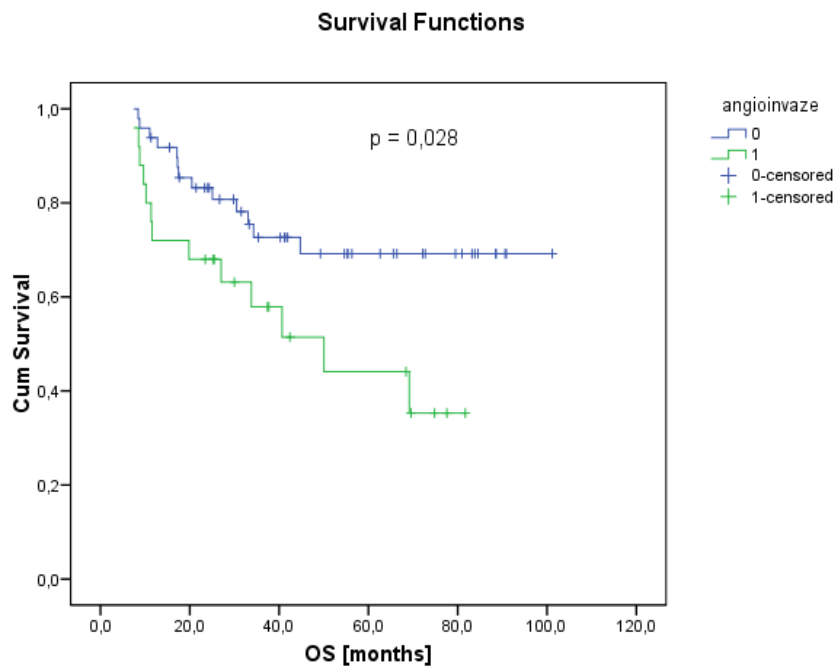 Survival Functions
p = 0,028
angioinvaze
0
1
0-censored
1-censored
Cum Survival
1,0
0,8
0,6
0,4
0,2
0,0
0,0 20,0 40,0 60,0 80,0 100,0 120,0
OS [months]